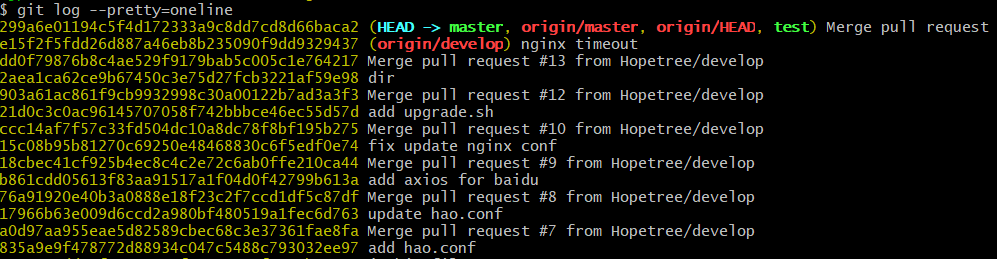 $ git log --pretty=oneline
299a6e01194c5f4d172333a9c8dd7cd8d66baca2 (HEAD -> master, origin/master, origin/HEAD, test) Merge pull request
e15f2f5fdd26d887a46eb8b235090f9dd9329437 (origin/develop) nginx timeout
dd0f79876b8c4ae529f9179bab5c005c1e764217 Merge pull request #13 from Hopetree/develop
2aea1ca62ce9b67450c3e75d27fcb3221af59e98 dir
903a61ac861f9cb9932998c30a00122b7ad3a3f3 Merge pull request #12 from Hopetree/develop
21d0c3c0ac96145707058f742bbbce46ec55d57d add upgrade.sh
ccc14af7f57c33fd504dc10a8dc78f8bf195b275 Merge pull request #10 from Hopetree/develop
15c08b95b81270c69250e48468830c6f5edf0e74 fix update nginx conf
18cbec41cf925b4ec8c4c2e72c6ab0ffe210ca44 Merge pull request #9 from Hopetree/develop
b861cdd05613f83aa91517a1f04d0f42799b613a add axios for baidu
76a91920e40b3a0888e18f23c2f7ccd1df5c87df Merge pull request #8 from Hopetree/develop
17966b63e009d6ccd2a980bf480519a1fec6d763 update hao.conf
a0d97aa955eae5d82589cbec68c3e37361fae8fa Merge pull request #7 from Hopetree/develop
835a9e9f478772d88934c047c5488c793032ee97 add hao.conf